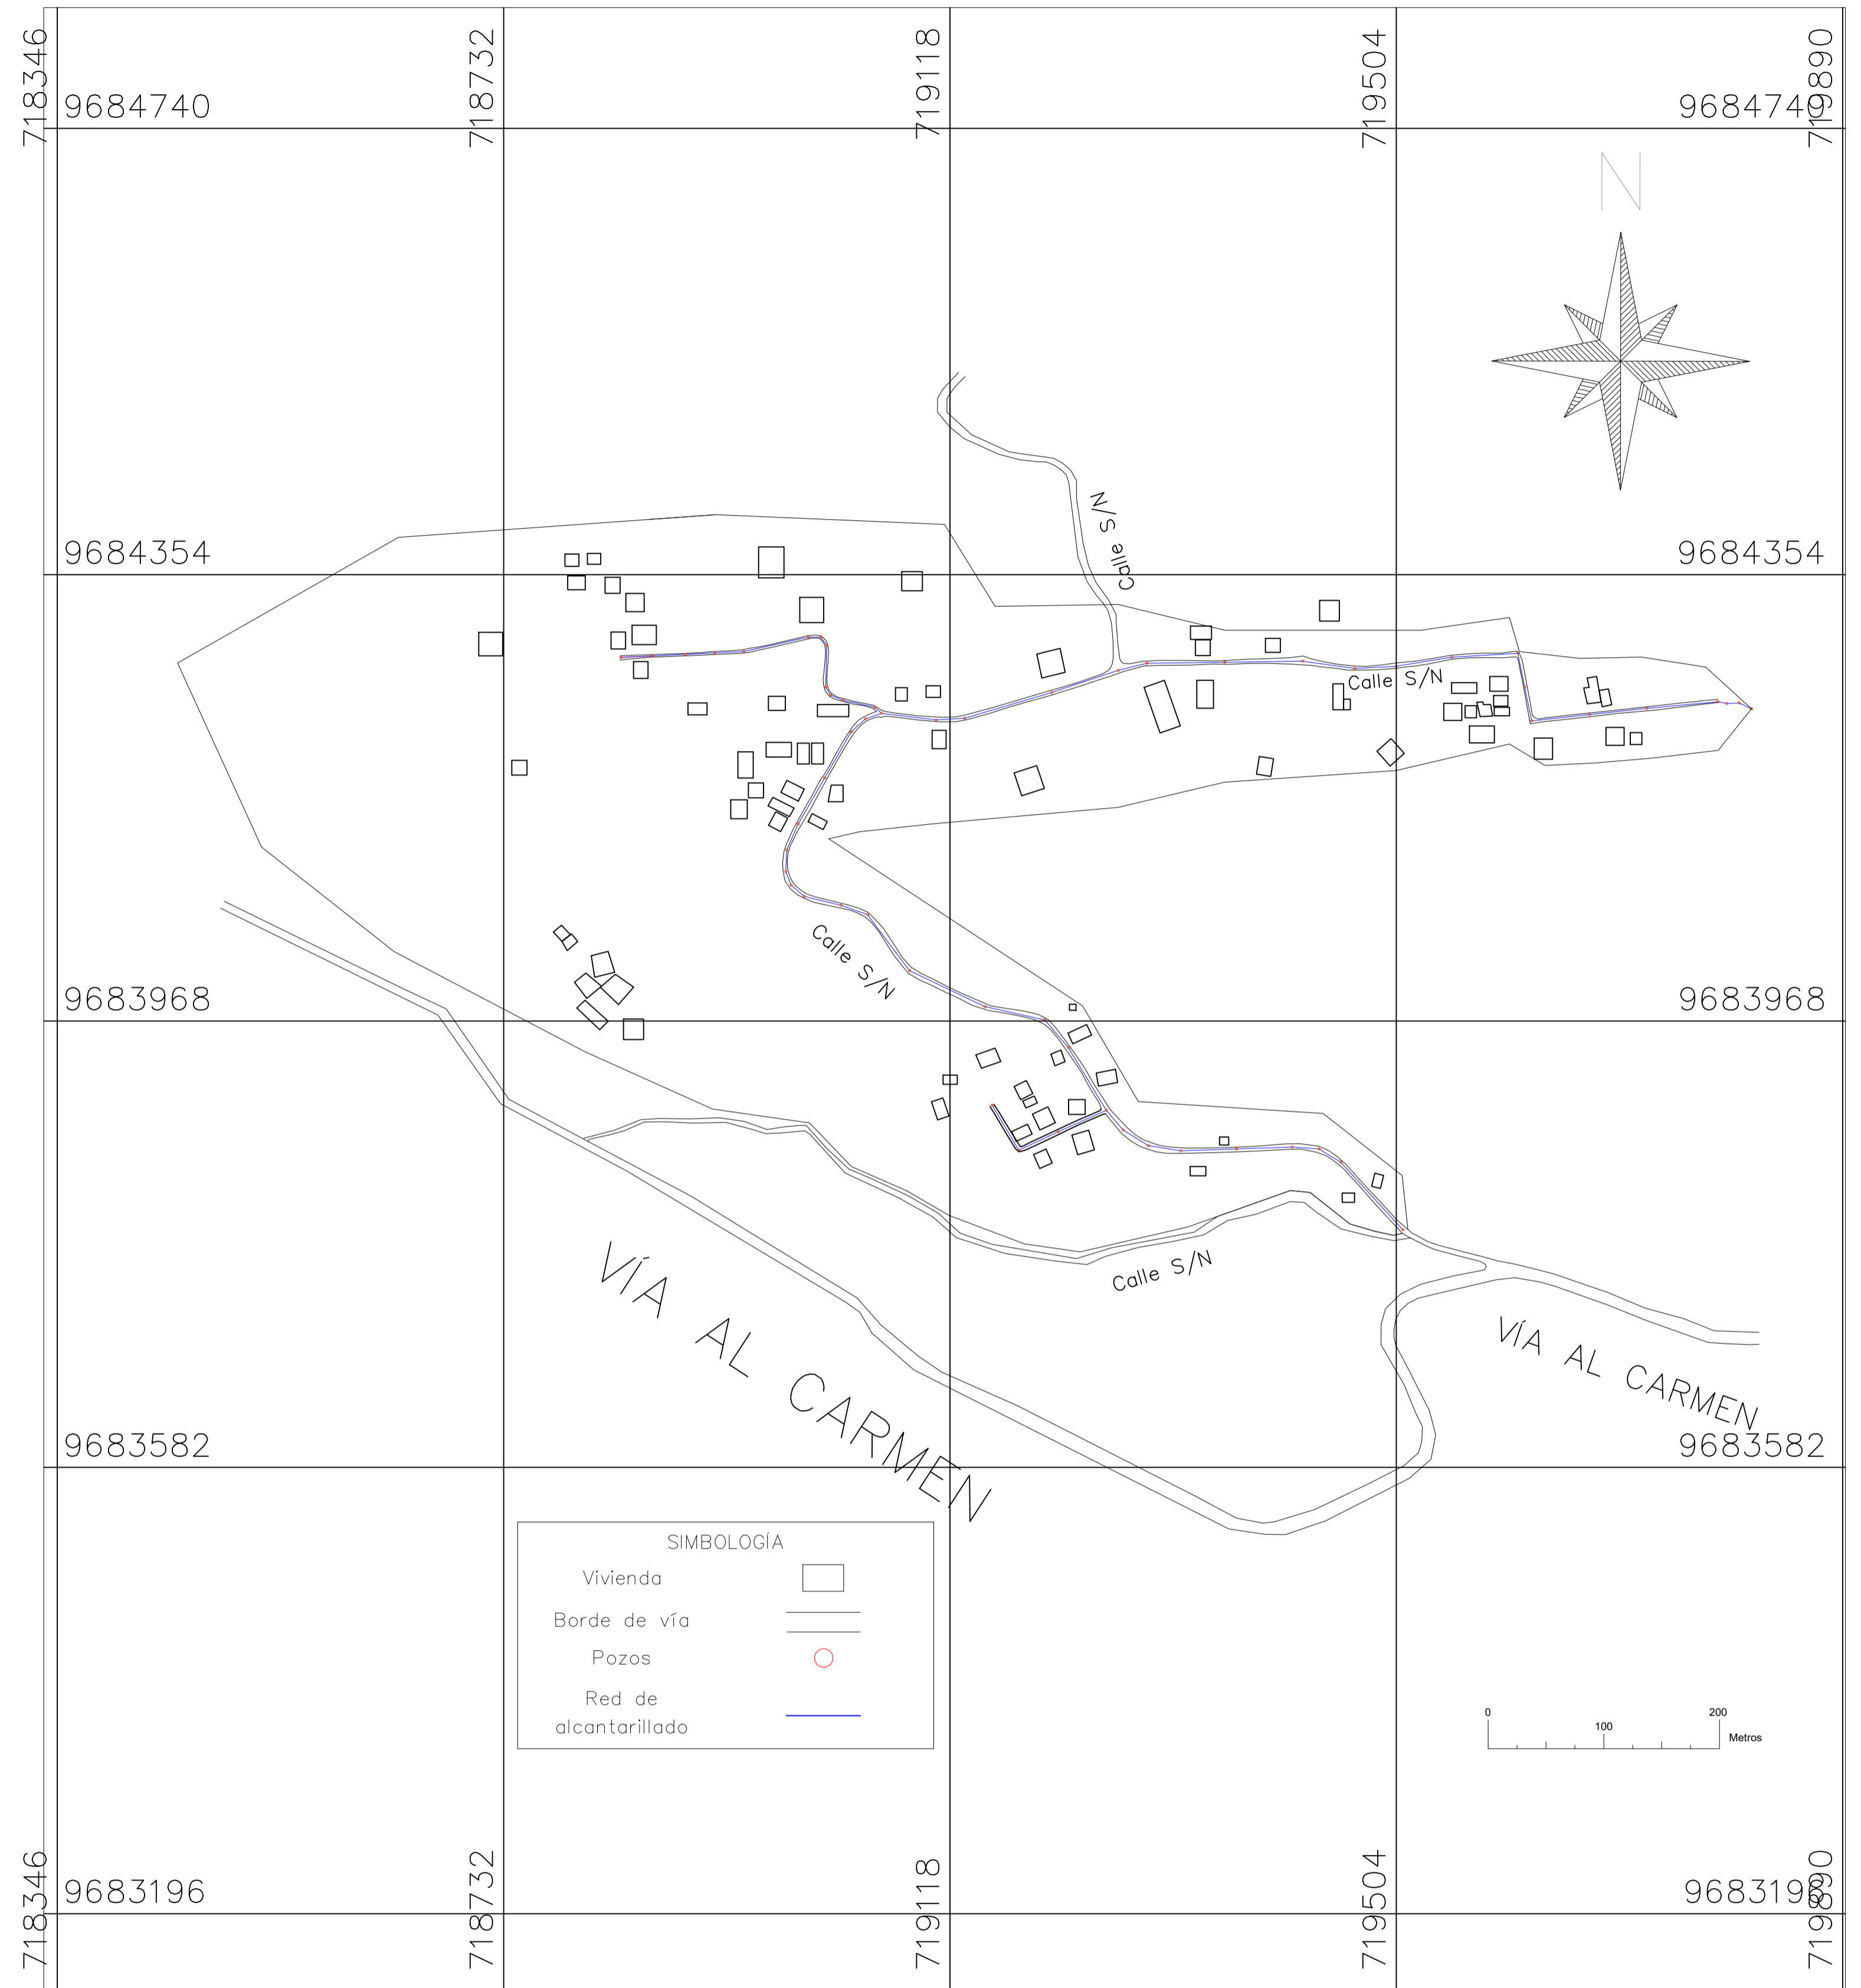 718346
718732
719118
719504
719890
9684740
9684740
N
Calle S/N
9684354
9684354
Calle S/N
Calle S/N
9683968
9683968
Calle S/N
VÍA AL CARMEN
VÍA AL CARMEN
9683582
9683582
SIMBOLOGÍA
Vivienda
Borde de vía
Pozos
Red de
alcantarillado
0
100
200
Metros
9683196
9683196
718346
718732
719118
719504
719890